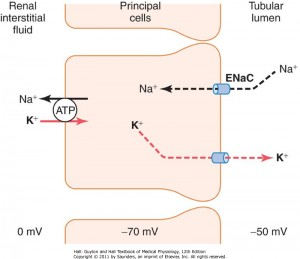 Renal interstitial fluid
Principal cells
Tubular lumen
Na+
ENaC
Na+
Na+
ATP
K+
K+
K+
0 mV
−70 mV
−50 mV
Hall: Guyton and Hall Textbook of Medical Physiology, 12th Edition
Copyright © 2011 by Saunders, an imprint of Elsevier, Inc. All rights reserved.